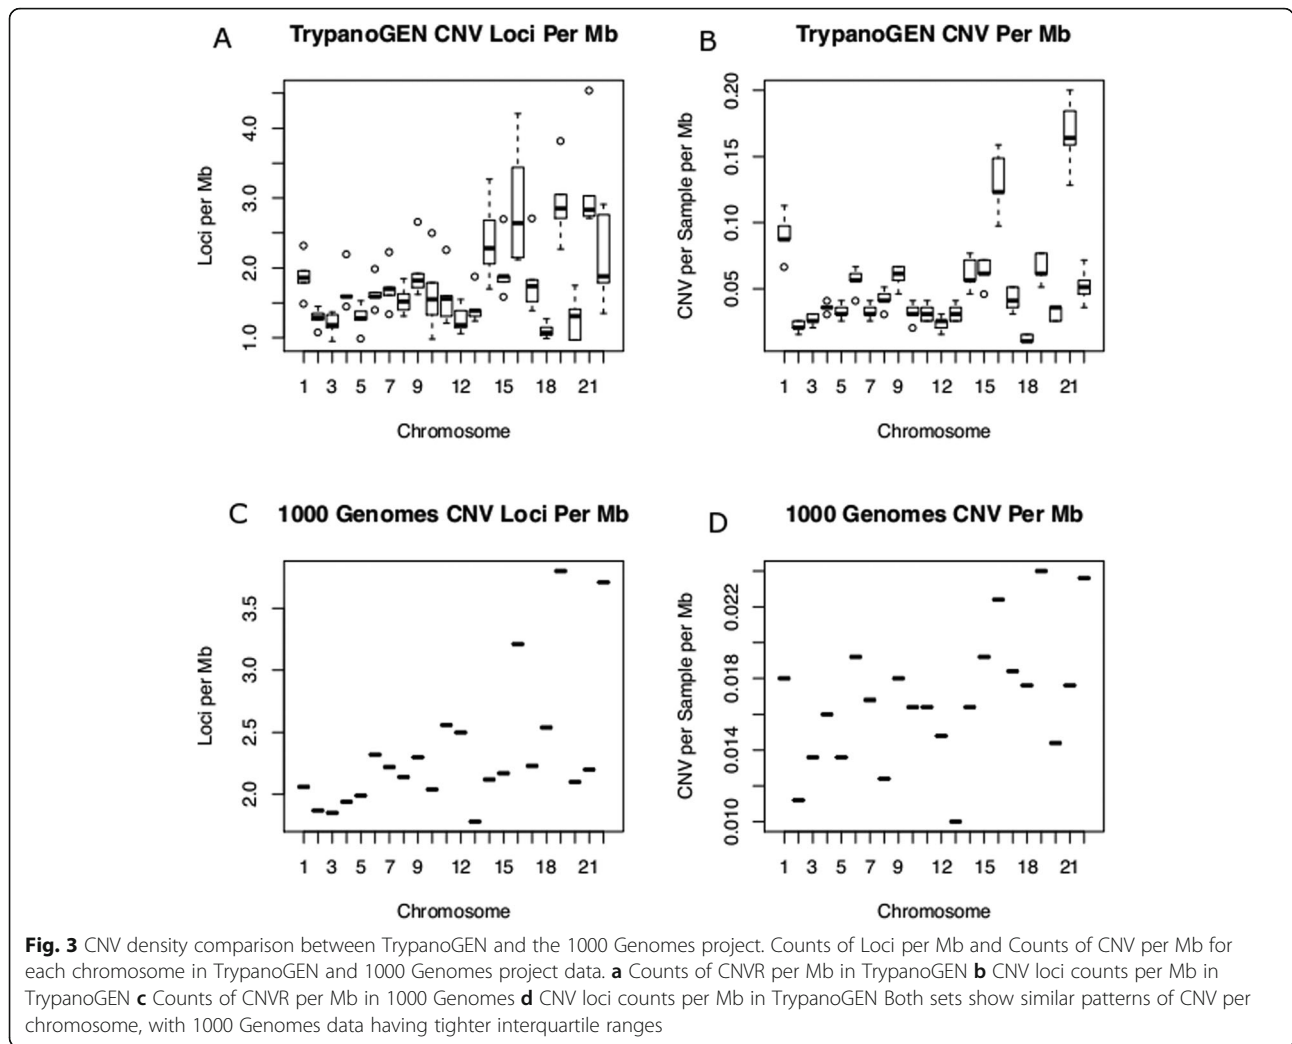 A TrypanoGEN CNV Loci Per Mb
Loci per Mb
1.0 2.0 3.0 4.0
1 3 5 7 9 12 15 18 21
Chromosome
B TrypanoGEN CNV Per Mb
CNV per Sample per Mb
0.05 0.10 0.15 0.20
1 3 5 7 9 12 15 18 21
Chromosome
C 1000 Genomes CNV Loci Per Mb
Loci per Mb
2.0 2.5 3.0 3.5
1 3 5 7 9 12 15 18 21
Chromosome
D 1000 Genomes CNV Per Mb
CNV per Sample per Mb
0.010 0.014 0.018 0.022
1 3 5 7 9 12 15 18 21
Chromosome
Fig. 3 CNV density comparison between TrypanoGEN and the 1000 Genomes project. Counts of Loci per Mb and Counts of CNV per Mb for
each chromosome in TrypanoGEN and 1000 Genomes project data. a Counts of CNVR per Mb in TrypanoGEN b CNV loci counts per Mb in
TrypanoGEN c Counts of CNVR per Mb in 1000 Genomes d CNV loci counts per Mb in TrypanoGEN Both sets show similar patterns of CNV per
chromosome, with 1000 Genomes data having tighter interquartile ranges